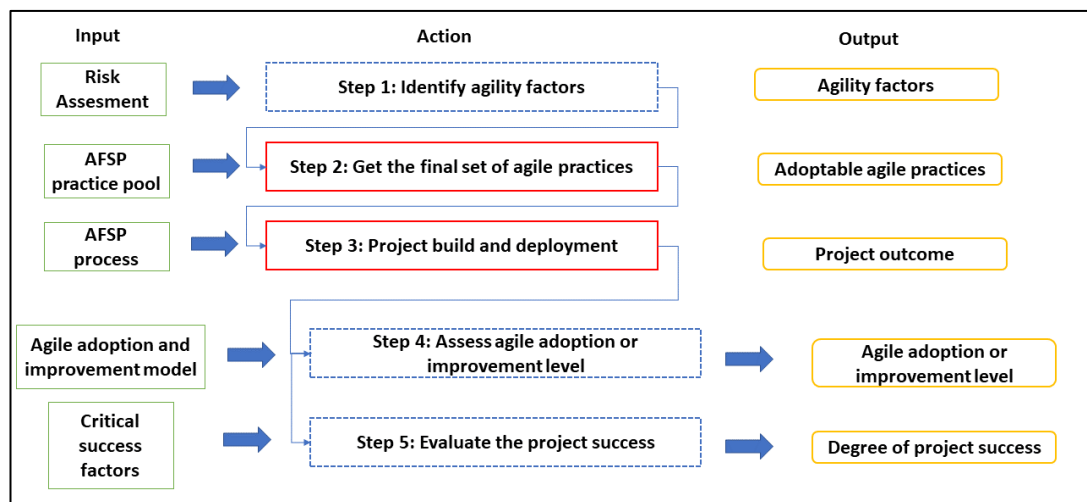 Input
Action
Output
Risk
Assesment
Step 1: Identify agility factors
Agility factors
AFSP
practice pool
Step 2: Get the final set of agile practices
Adoptable agile practices
AFSP
process
Step 3: Project build and deployment
Project outcome
Agile adoption and
improvement model
Step 4: Assess agile adoption or
improvement level
Agile adoption or
improvement level
Critical
success
factors
Step 5: Evaluate the project success
Degree of project success